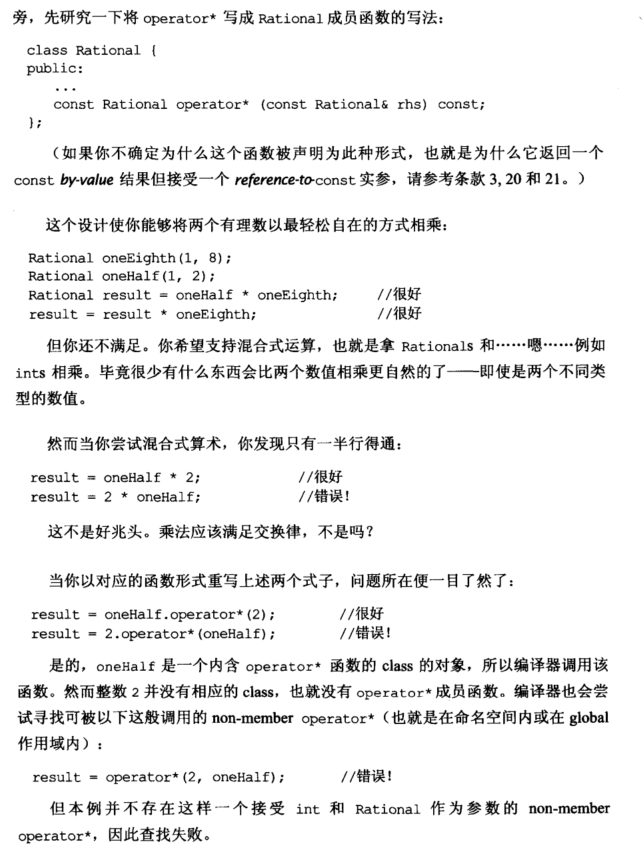 旁，先研究一下将 operator* 写成 Rational 成员函数的写法：
class Rational {
public:
...
const Rational operator* (const Rational& rhs) const;
};
（如果你不确定为什么这个函数被声明为此种形式，也就是为什么它返回一个
const by-value 结果但接受一个 reference-to-const 实参，请参考条款 3, 20 和 21。）
这个设计使你能够将两个有理数以最轻松自在的方式相乘：
Rational oneEighth(1, 8);
Rational oneHalf(1, 2);
Rational result = oneHalf * oneEighth; //很好
result = result * oneEighth; //很好
但你还不满足。你希望支持混合式运算，也就是拿 Rationals 和……嗯……例如
ints 相乘。毕竟很少有什么东西会比两个数值相乘更自然的了——即使是两个不同类
型的数值。
然而当你尝试混合式算术，你发现只有一半行得通：
result = oneHalf * 2; //很好
result = 2 * oneHalf; //错误！
这不是好兆头。乘法应该满足交换律，不是吗？
当你以对应的函数形式重写上述两个式子，问题所在便一目了然了：
result = oneHalf.operator*(2); //很好
result = 2.operator*(oneHalf); //错误！
是的，oneHalf 是一个内含 operator* 函数的 class 的对象，所以编译器调用该
函数。然而整数 2 并没有相应的 class，也就没有 operator* 成员函数。编译器也会尝
试寻找可被以下这般调用的 non-member operator*（也就是在命名空间内或在 global
作用域内）：
result = operator*(2, oneHalf); //错误！
但本例并不存在这样一个接受 int 和 Rational 作为参数的 non-member
operator*，因此查找失败。